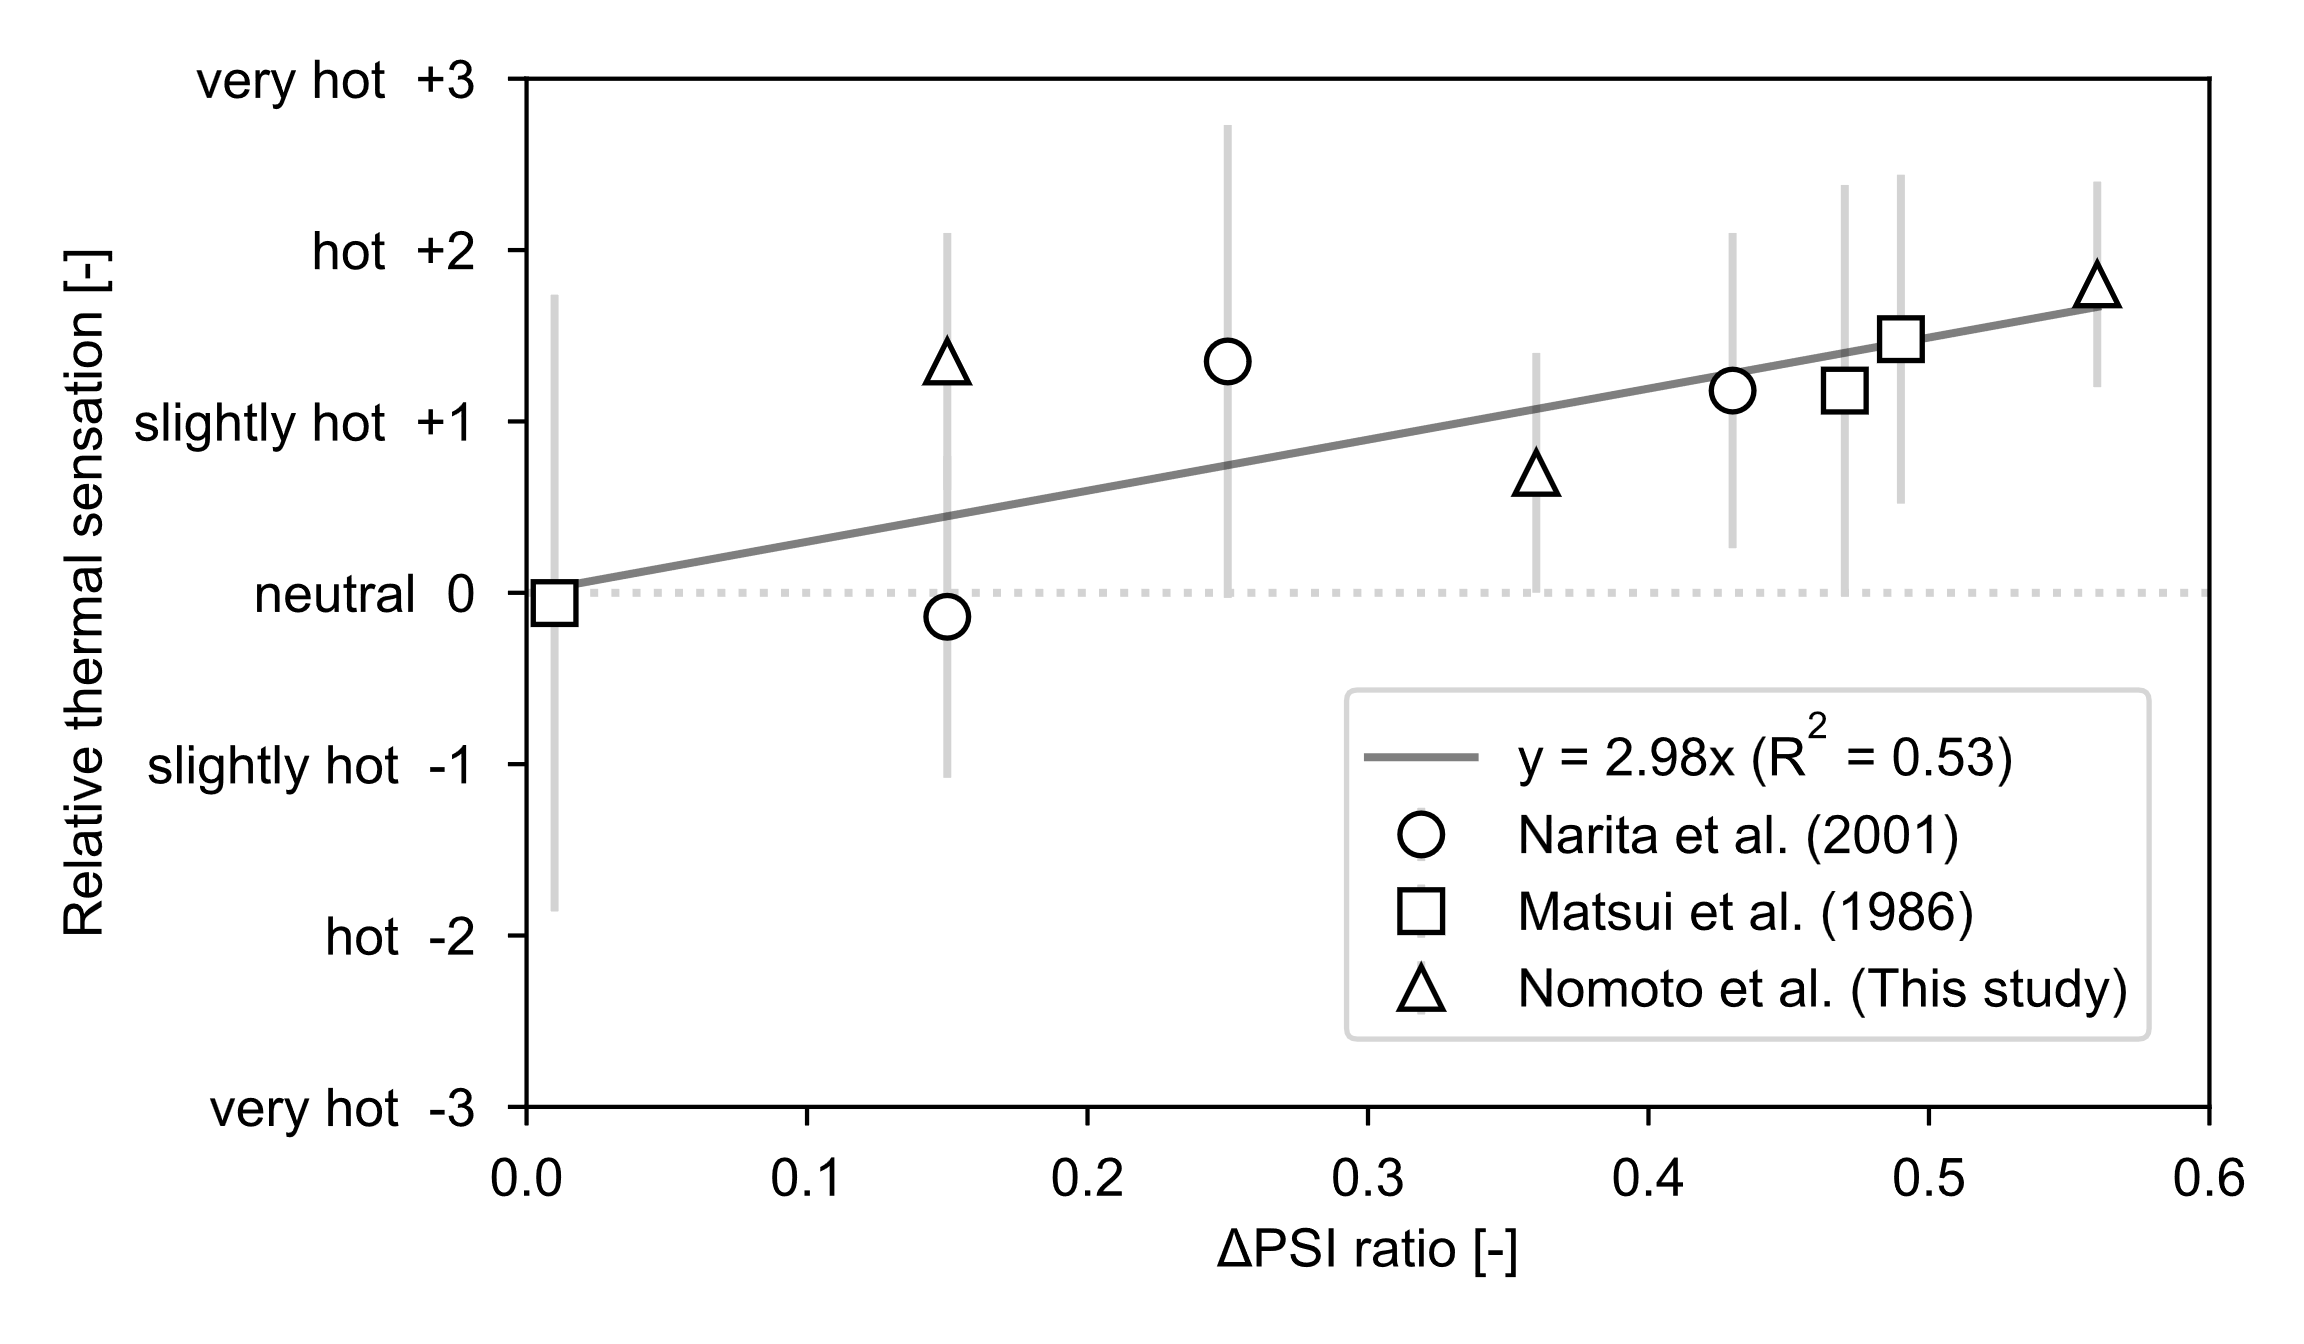 very hot +3
hot +2
slightly hot +1
neutral 0
slightly hot -1
hot -2
very hot -3
Relative thermal sensation [-]
y = 2.98x (R² = 0.53)
Narita et al. (2001)
Matsui et al. (1986)
Nomoto et al. (This study)
0.0 0.1 0.2 0.3 0.4 0.5 0.6
ΔPSI ratio [-]